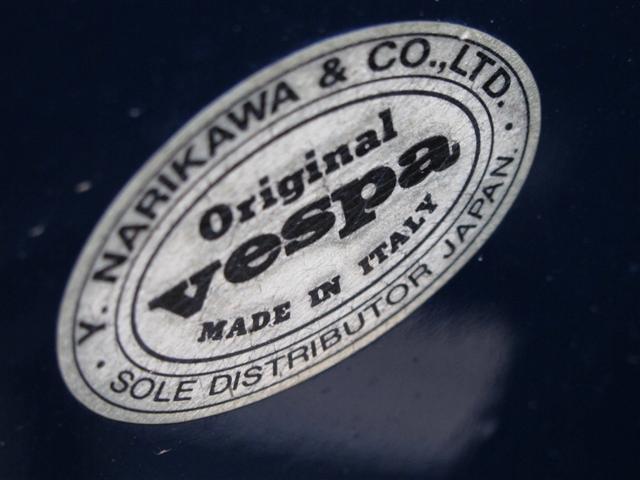 Y. NARIKAWA & CO.,LTD.
Original
vespa
MADE IN ITALY
SOLE DISTRIBUTOR JAPAN.